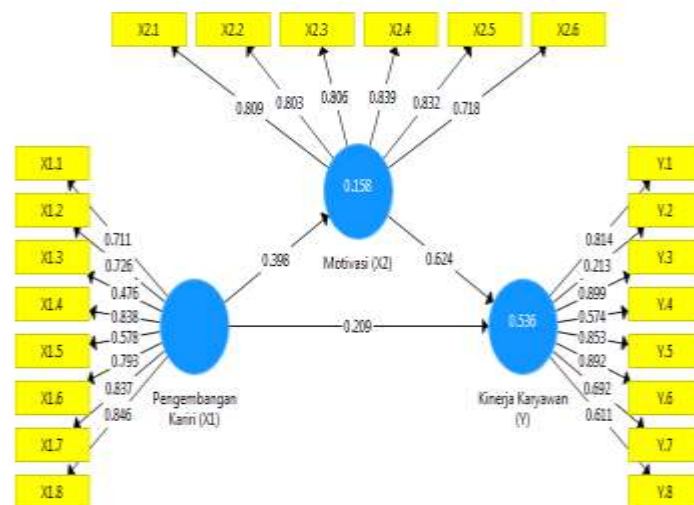 X2.1 X2.2 X2.3 X2.4 X2.5 X2.6
0.809 0.803 0.806 0.839 0.832 0.718
X1.1
X1.2
X1.3
X1.4
X1.5
X1.6
X1.7
X1.8
0.711
0.726
0.476
0.838
0.578
0.793
0.837
0.846
Pengembangan
Kariri (X1)
0.398
0.158
Motivasi (X2)
0.624
0.209
0.536
Kinerja Karyawan
(Y)
0.814
0.213
0.899
0.574
0.853
0.892
0.692
0.611
Y.1
Y.2
Y.3
Y.4
Y.5
Y.6
Y.7
Y.8